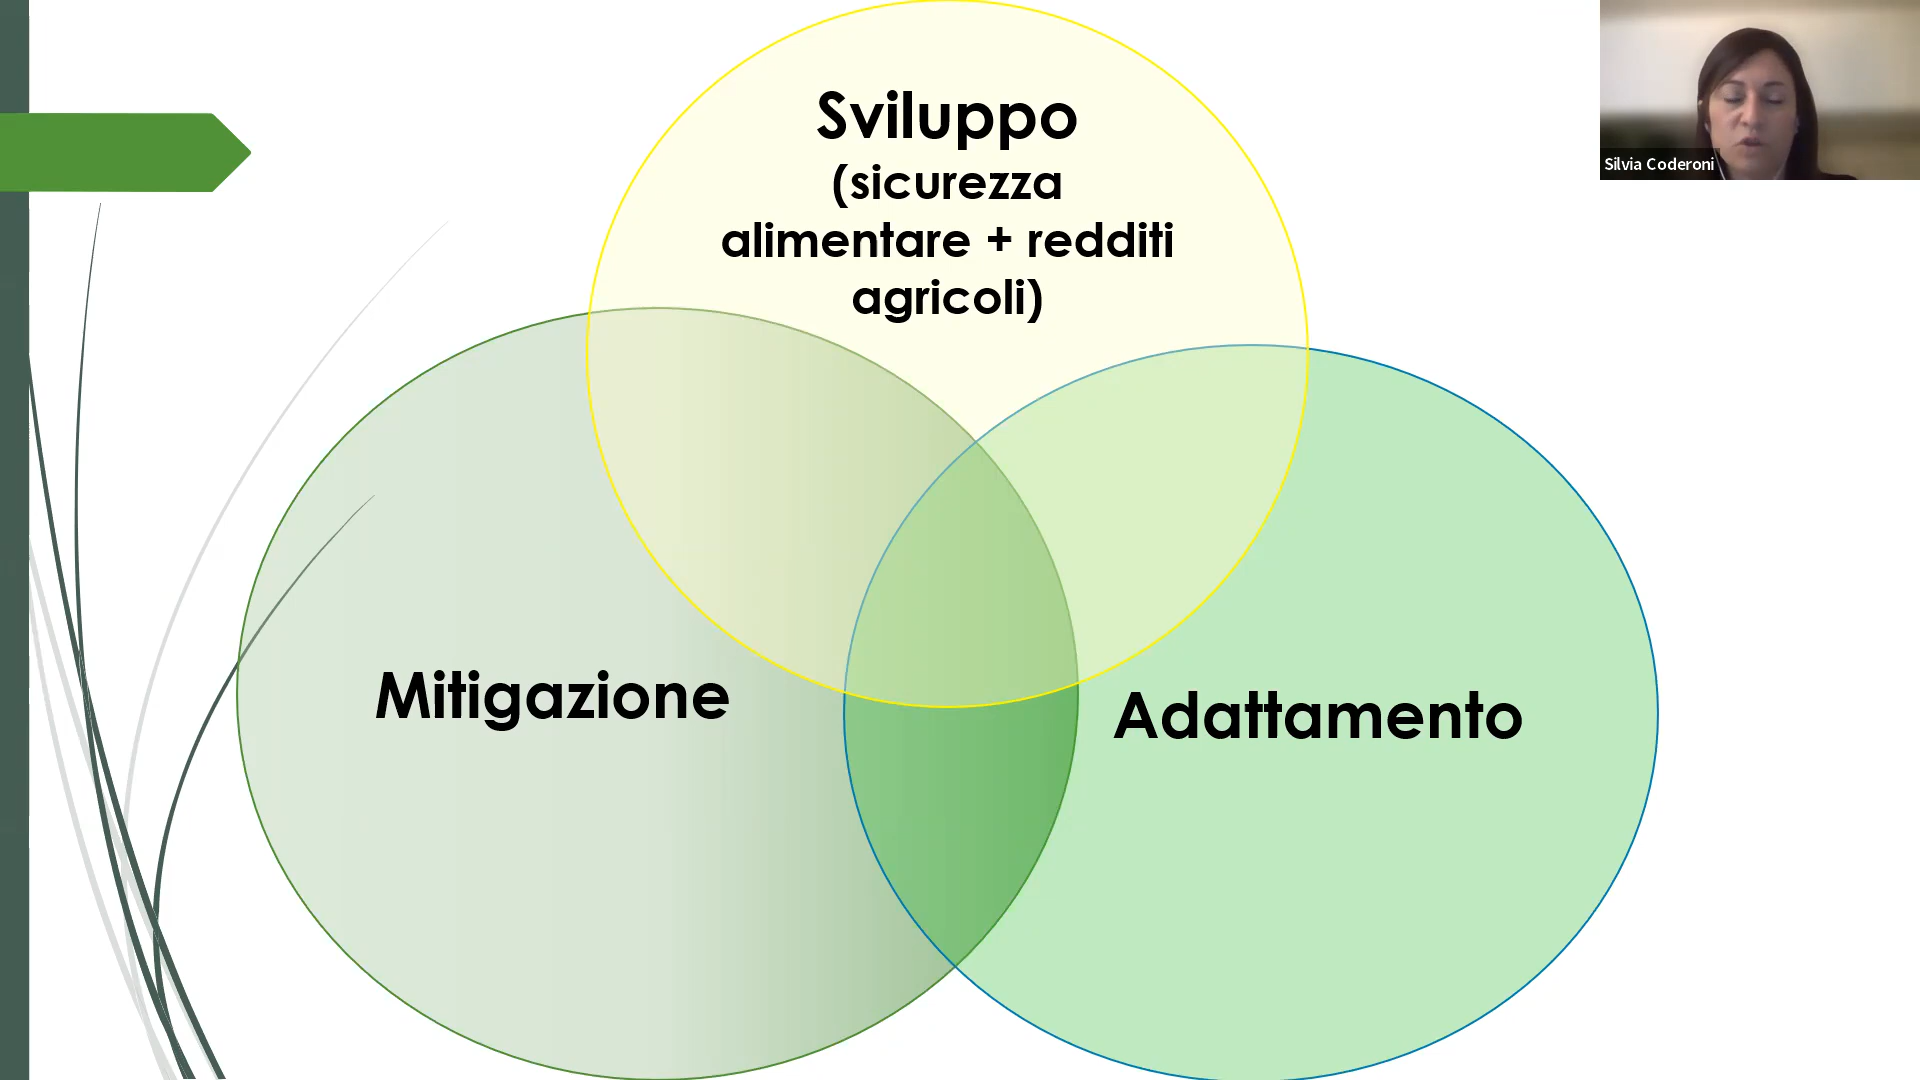 Sviluppo
(sicurezza
alimentare + redditi
agricoli)
Silvia Coderoni
Mitigazione
Adattamento